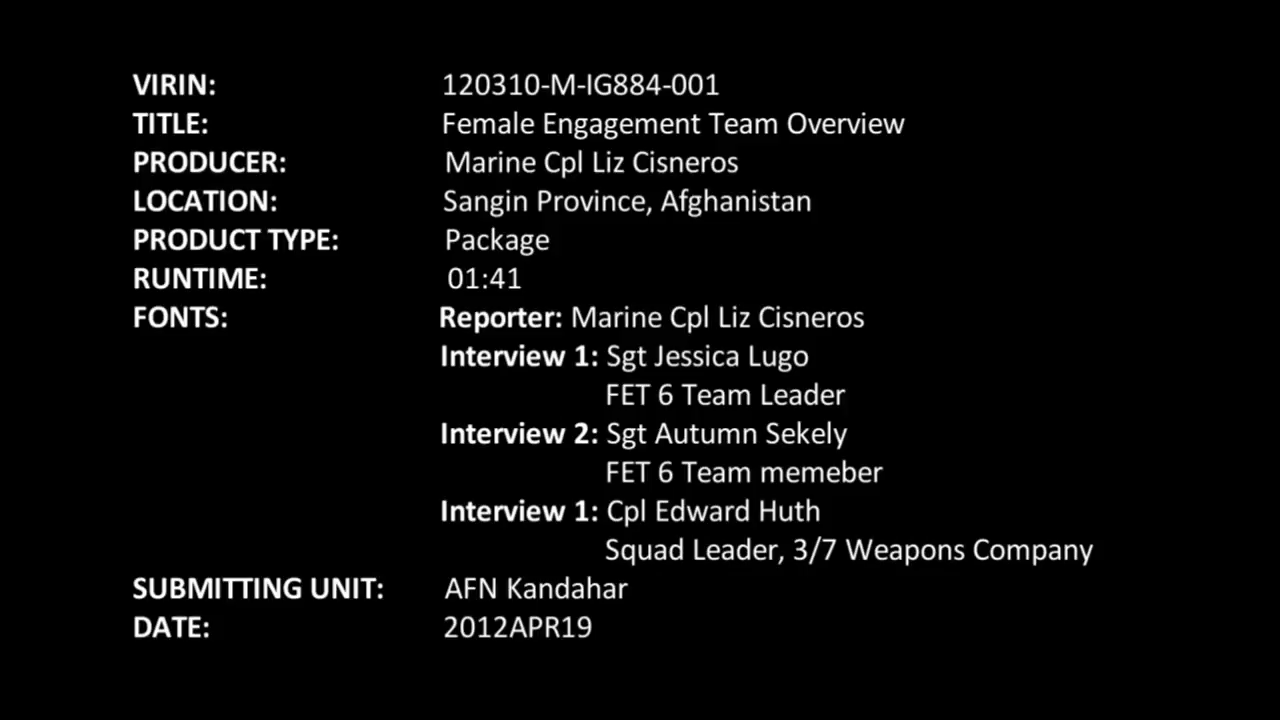 VIRIN: 120310-M-IG884-001
TITLE: Female Engagement Team Overview
PRODUCER: Marine Cpl Liz Cisneros
LOCATION: Sangin Province, Afghanistan
PRODUCT TYPE: Package
RUNTIME: 01:41
FONTS: Reporter: Marine Cpl Liz Cisneros
Interview 1: Sgt Jessica Lugo
FET 6 Team Leader
Interview 2: Sgt Autumn Sekely
FET 6 Team memeber
Interview 1: Cpl Edward Huth
Squad Leader, 3/7 Weapons Company
SUBMITTING UNIT: AFN Kandahar
DATE: 2012APR19